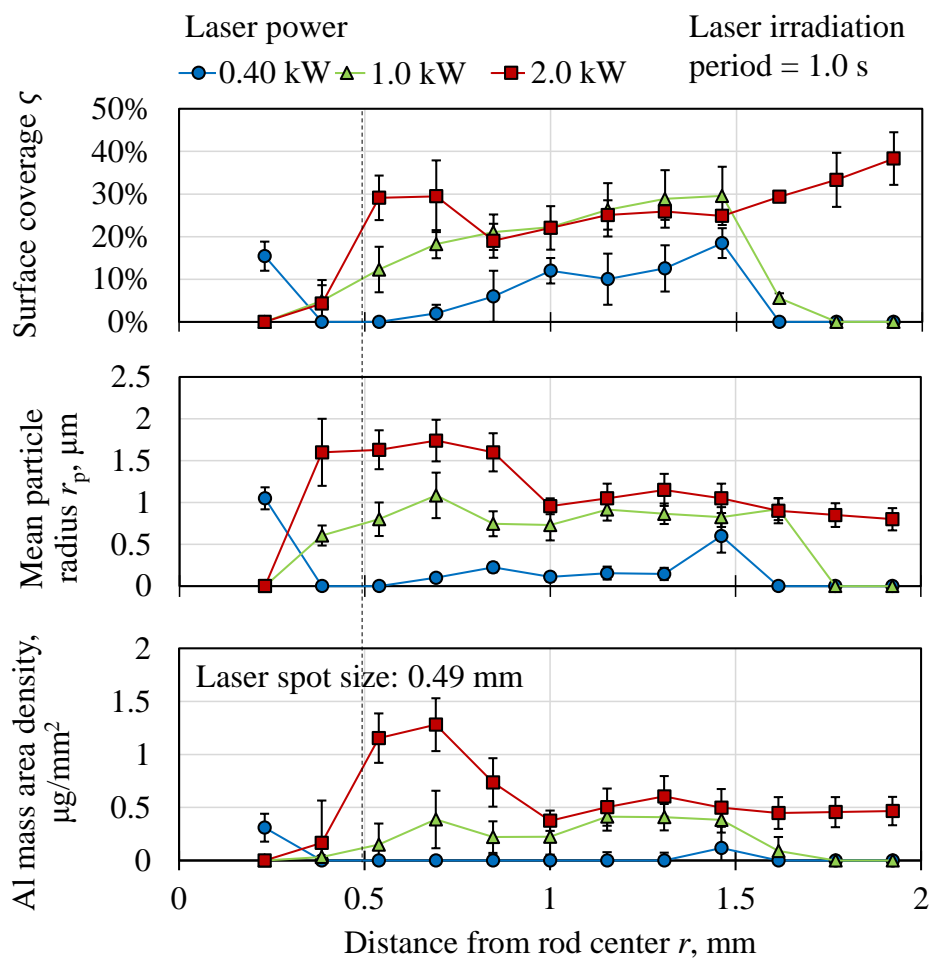 Laser power
0.40 kW 1.0 kW 2.0 kW
Laser irradiation
period = 1.0 s
Surface coverage ς
50%
40%
30%
20%
10%
0%
Mean particle
radius rp, μm
2.5
2
1.5
1
0.5
0
Al mass area density,
μg/mm²
2
1.5
1
0.5
0
Laser spot size: 0.49 mm
0 0.5 1 1.5 2
Distance from rod center r, mm